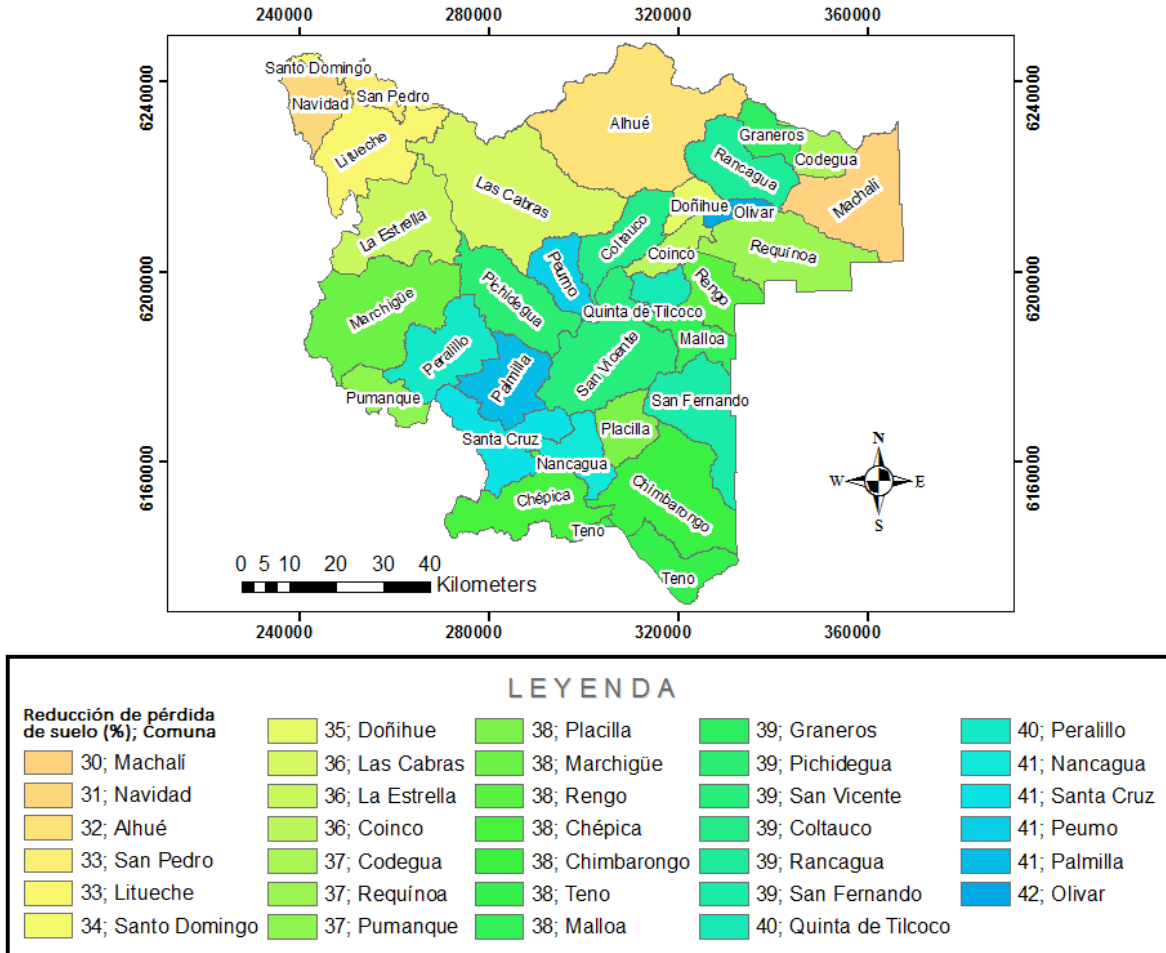 240000 280000 320000 360000
6240000 6240000
6200000 6200000
6160000 6160000
Santo Domingo
Navidad
San Pedro
Litueche
Alhué
Graneros
Codegua
Rancagua
Machalí
Las Cabras
Doñihue
Olivar
La Estrella
Coltauco
Coinco
Requínoa
Peumo
Rengo
Marchigüe
Pichidegua
Quinta de Tilcoco
Malloa
Peralillo
San Vicente
Palmilla
Pumanque
San Fernando
Placilla
Santa Cruz
Nancagua
Chépica
Chimbarongo
Teno
Teno
N
W E
S
0 5 10 20 30 40
Kilometers
240000 280000 320000 360000
LEYENDA
Reducción de pérdida
de suelo (%); Comuna
30; Machalí
31; Navidad
32; Alhué
33; San Pedro
33; Litueche
34; Santo Domingo
35; Doñihue
36; Las Cabras
36; La Estrella
36; Coinco
37; Codegua
37; Requínoa
37; Pumanque
38; Placilla
38; Marchigüe
38; Rengo
38; Chépica
38; Chimbarongo
38; Teno
38; Malloa
39; Graneros
39; Pichidegua
39; San Vicente
39; Coltauco
39; Rancagua
39; San Fernando
40; Quinta de Tilcoco
40; Peralillo
41; Nancagua
41; Santa Cruz
41; Peumo
41; Palmilla
42; Olivar